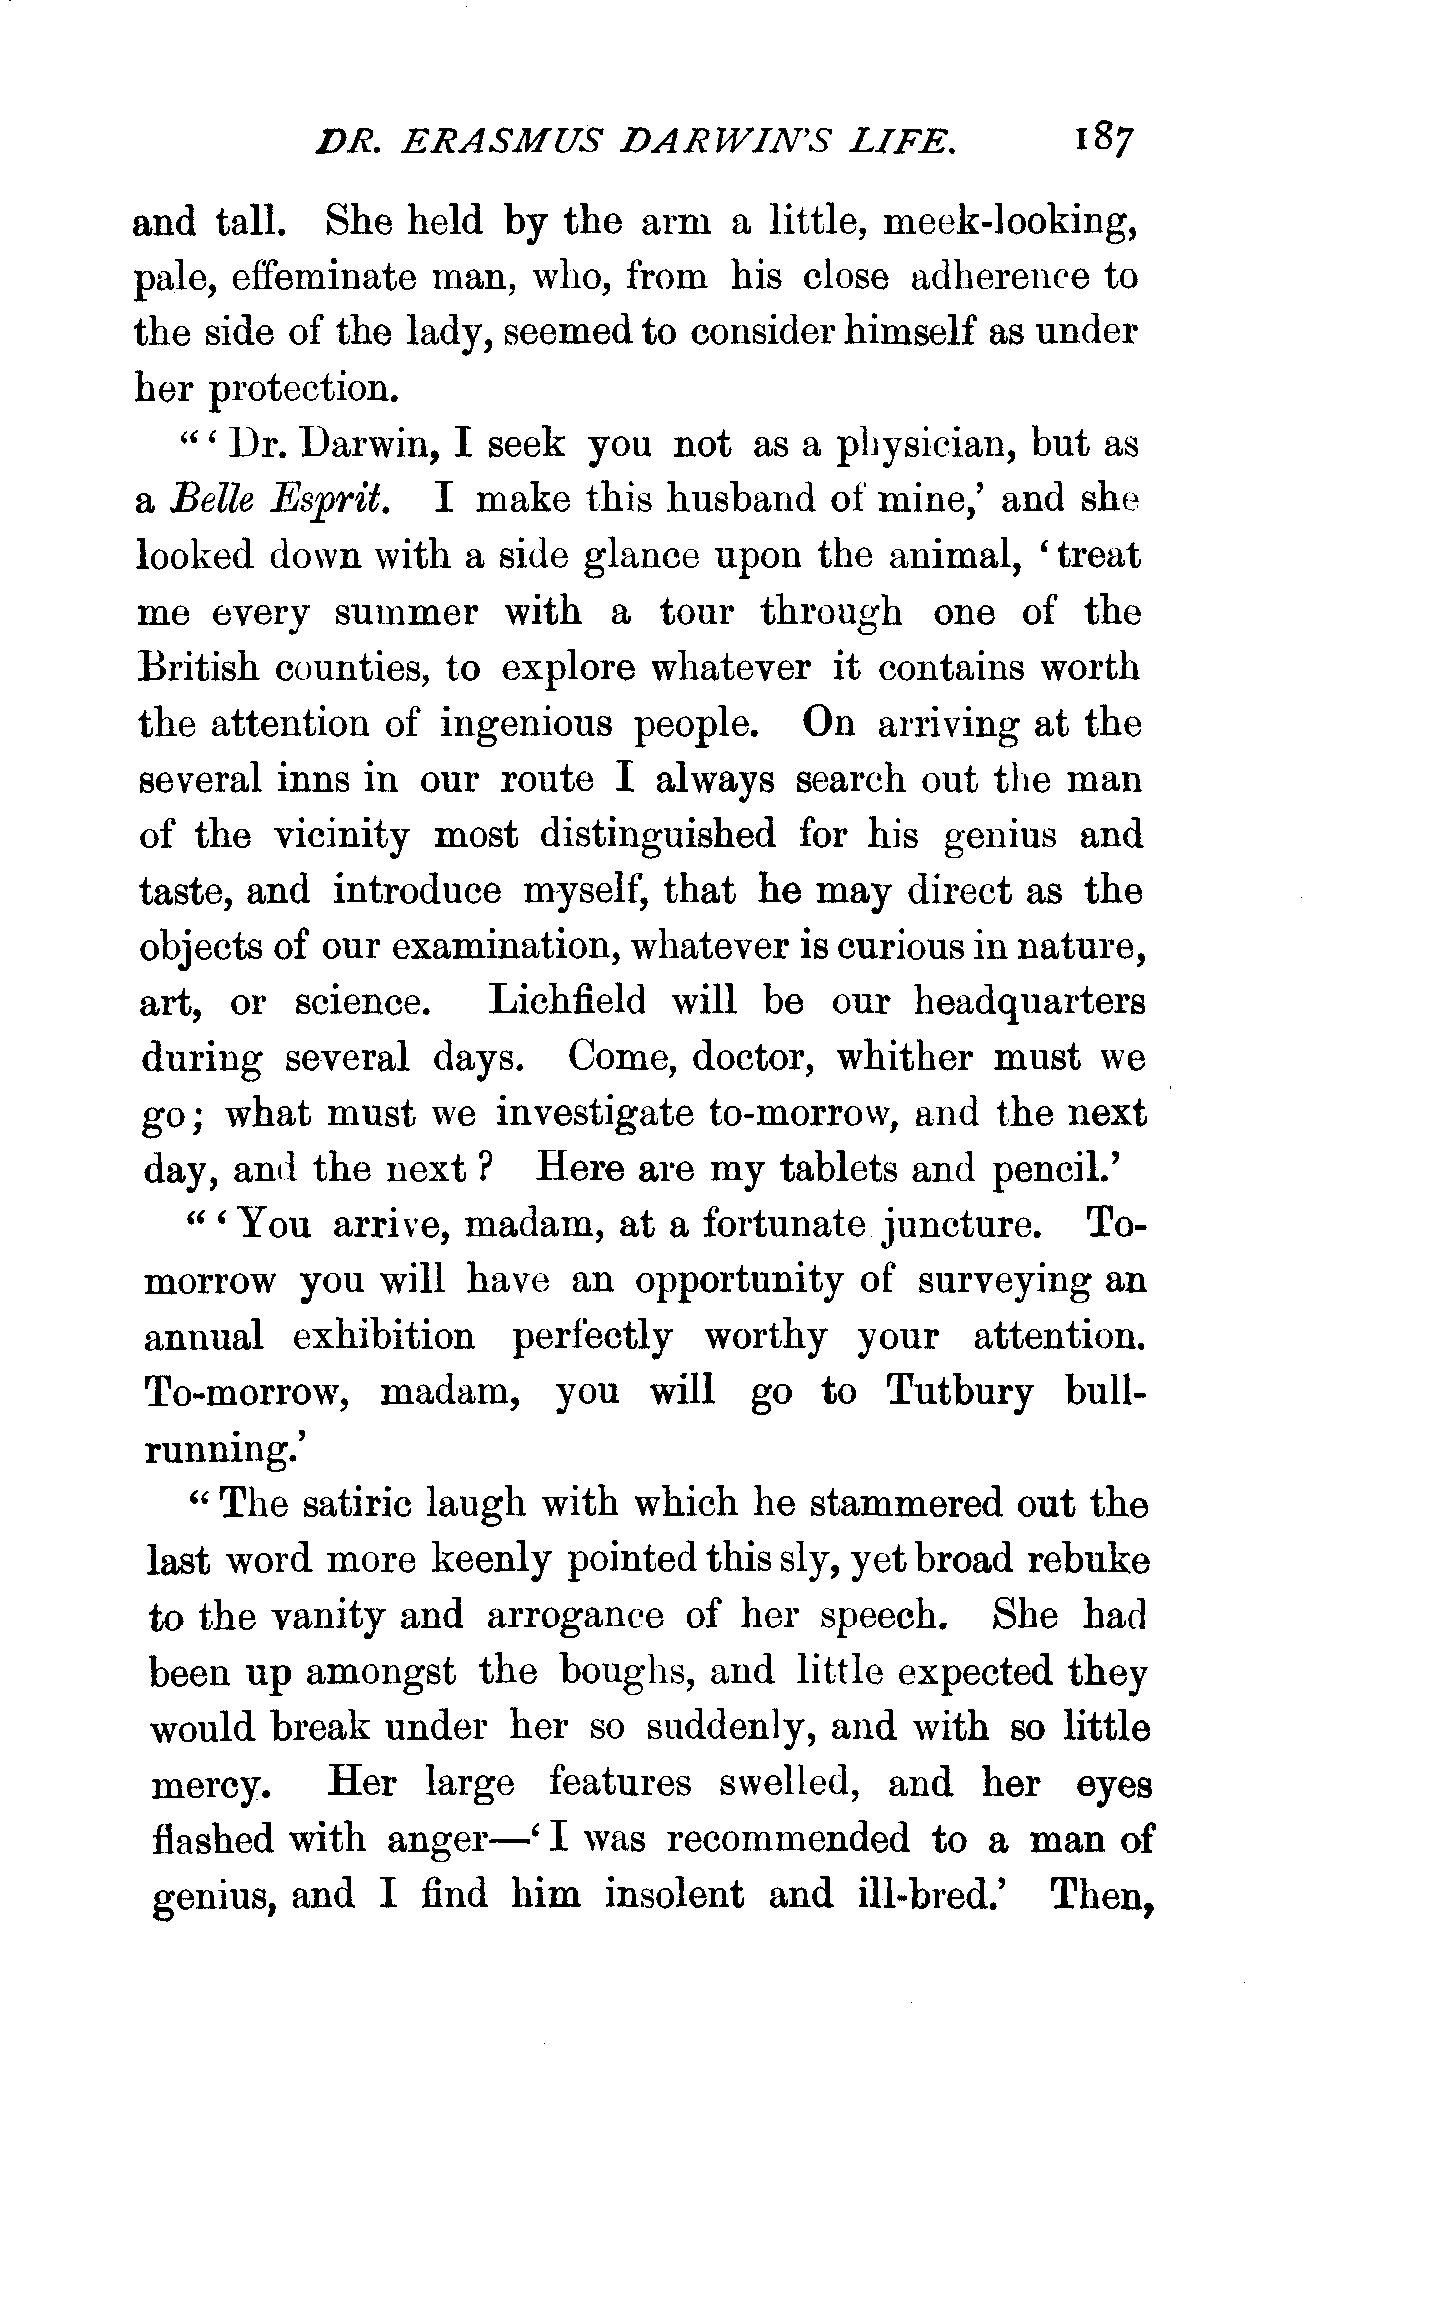 DR. ERASMUS DARWIN'S LIFE. 187
and tall. She held by the arm a little, meek-looking,
pale, effeminate man, who, from his close adherence to
the side of the lady, seemed to consider himself as under
her protection.
"'Dr. Darwin, I seek you not as a physician, but as
a Belle Esprit. I make this husband of mine,' and she
looked down with a side glance upon the animal, 'treat
me every summer with a tour through one of the
British counties, to explore whatever it contains worth
the attention of ingenious people. On arriving at the
several inns in our route I always search out the man
of the vicinity most distinguished for his genius and
taste, and introduce myself, that he may direct as the
objects of our examination, whatever is curious in nature,
art, or science. Lichfield will be our headquarters
during several days. Come, doctor, whither must we
go; what must we investigate to-morrow, and the next
day, and the next? Here are my tablets and pencil.'
"'You arrive, madam, at a fortunate juncture. To-
morrow you will have an opportunity of surveying an
annual exhibition perfectly worthy your attention.
To-morrow, madam, you will go to Tutbury bull-
running.'
"The satiric laugh with which he stammered out the
last word more keenly pointed this sly, yet broad rebuke
to the vanity and arrogance of her speech. She had
been up amongst the boughs, and little expected they
would break under her so suddenly, and with so little
mercy. Her large features swelled, and her eyes
flashed with anger—'I was recommended to a man of
genius, and I find him insolent and ill-bred.' Then,